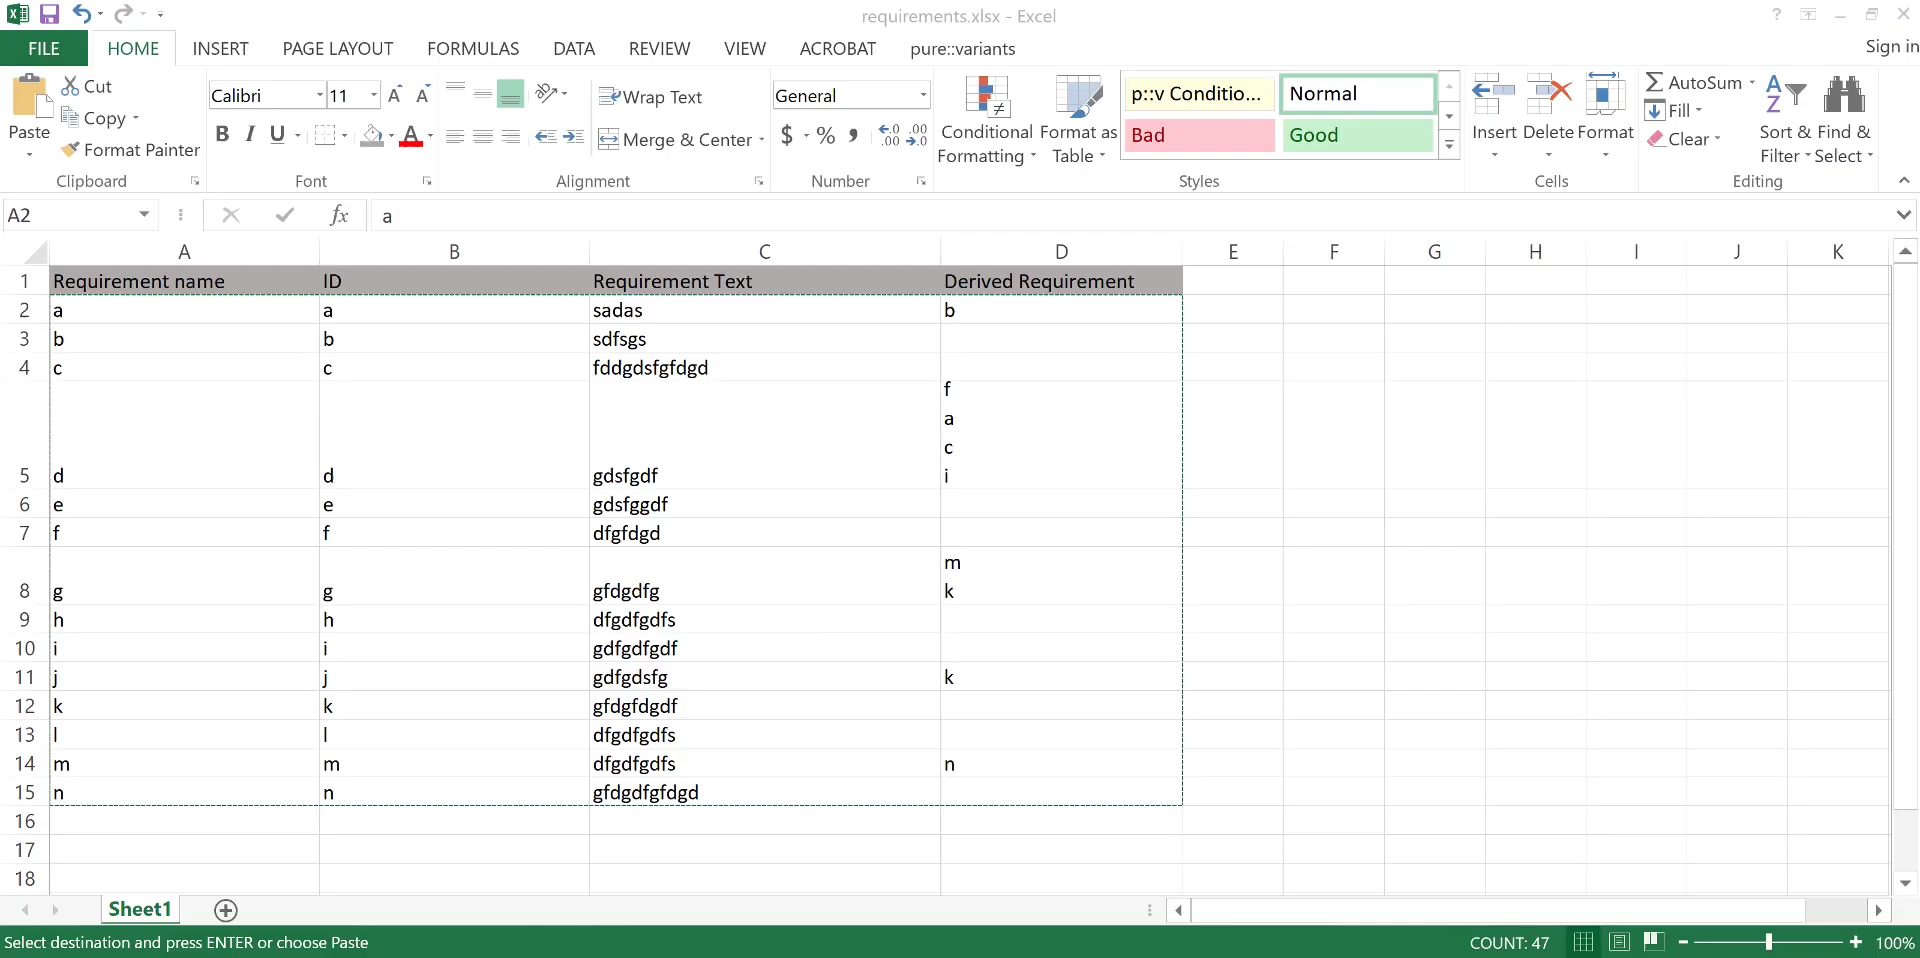 requirements.xlsx - Excel
FILE HOME INSERT PAGE LAYOUT FORMULAS DATA REVIEW VIEW ACROBAT pure::variants Sign in
Paste
Cut
Copy
Format Painter
Clipboard
Calibri 11
B I U
Font
Wrap Text
Merge & Center
Alignment
General
$ %
Number
Conditional Formatting
Format as Table
p::v Conditio... Normal
Bad Good
Styles
Insert Delete Format
Cells
AutoSum
Fill
Clear
Sort & Filter
Find & Select
Editing
A2 fx a
A B C D E F G H I J K
1 Requirement name ID Requirement Text Derived Requirement
2 a a sadas b
3 b b sdfsgs
4 c c fddgdsfgfdgd
f
a
c
5 d d gdsfgdf i
6 e e gdsfggdf
7 f f dfgfdgd
m
8 g g gfdgdfg k
9 h h dfgdfgdfs
10 i i gdfgdfgdf
11 j j gdfgdsfg k
12 k k gfdgfdgdf
13 l l dfgdfgdfs
14 m m dfgdfgdfs n
15 n n gfdgdfgfdgd
16
17
18
Sheet1
Select destination and press ENTER or choose Paste COUNT: 47 100%